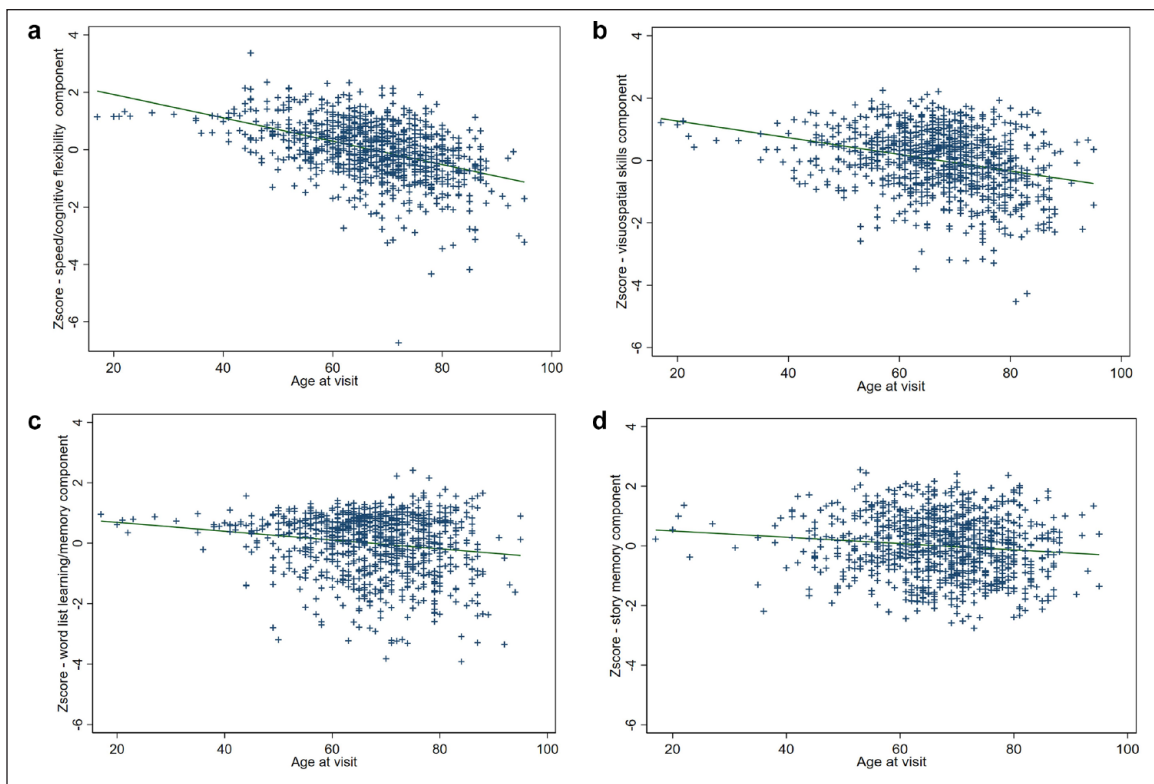 a
4
2
0
-2
-4
-6
Zscore - speed/cognitive flexibility component
20 40 60 80 100
Age at visit
b
4
2
0
-2
-4
-6
Zscore - visuospatial skills component
20 40 60 80 100
Age at visit
c
4
2
0
-2
-4
-6
Zscore - word list learning/memory component
20 40 60 80 100
Age at visit
d
4
2
0
-2
-4
-6
Zscore - story memory component
20 40 60 80 100
Age at visit